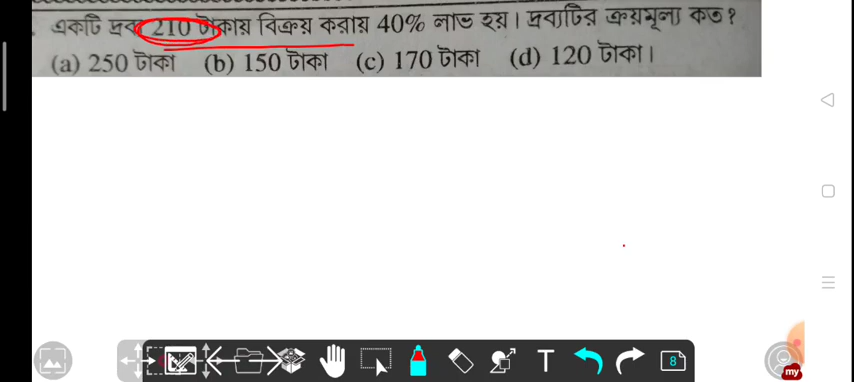 একটি দ্রব্য 210 টাকায় বিক্রয় করায় 40% লাভ হয়। দ্রব্যটির ক্রয়মূল্য কত?
(a) 250 টাকা (b) 150 টাকা (c) 170 টাকা (d) 120 টাকা।
T
8
my